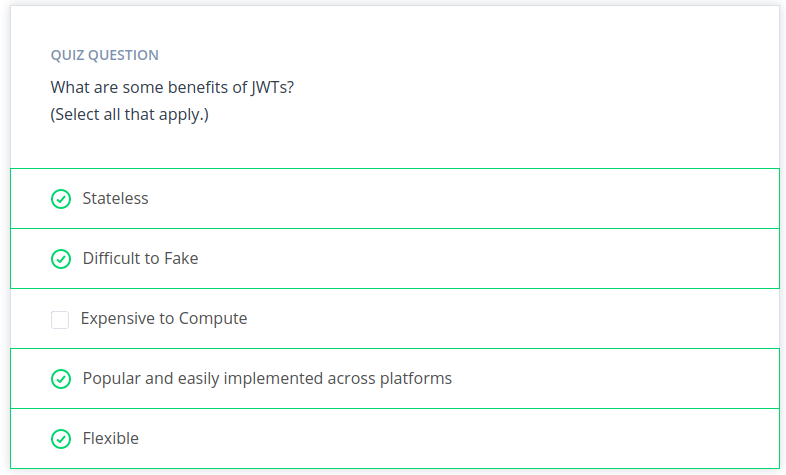 QUIZ QUESTION
What are some benefits of JWTs?
(Select all that apply.)
Stateless
Difficult to Fake
Expensive to Compute
Popular and easily implemented across platforms
Flexible